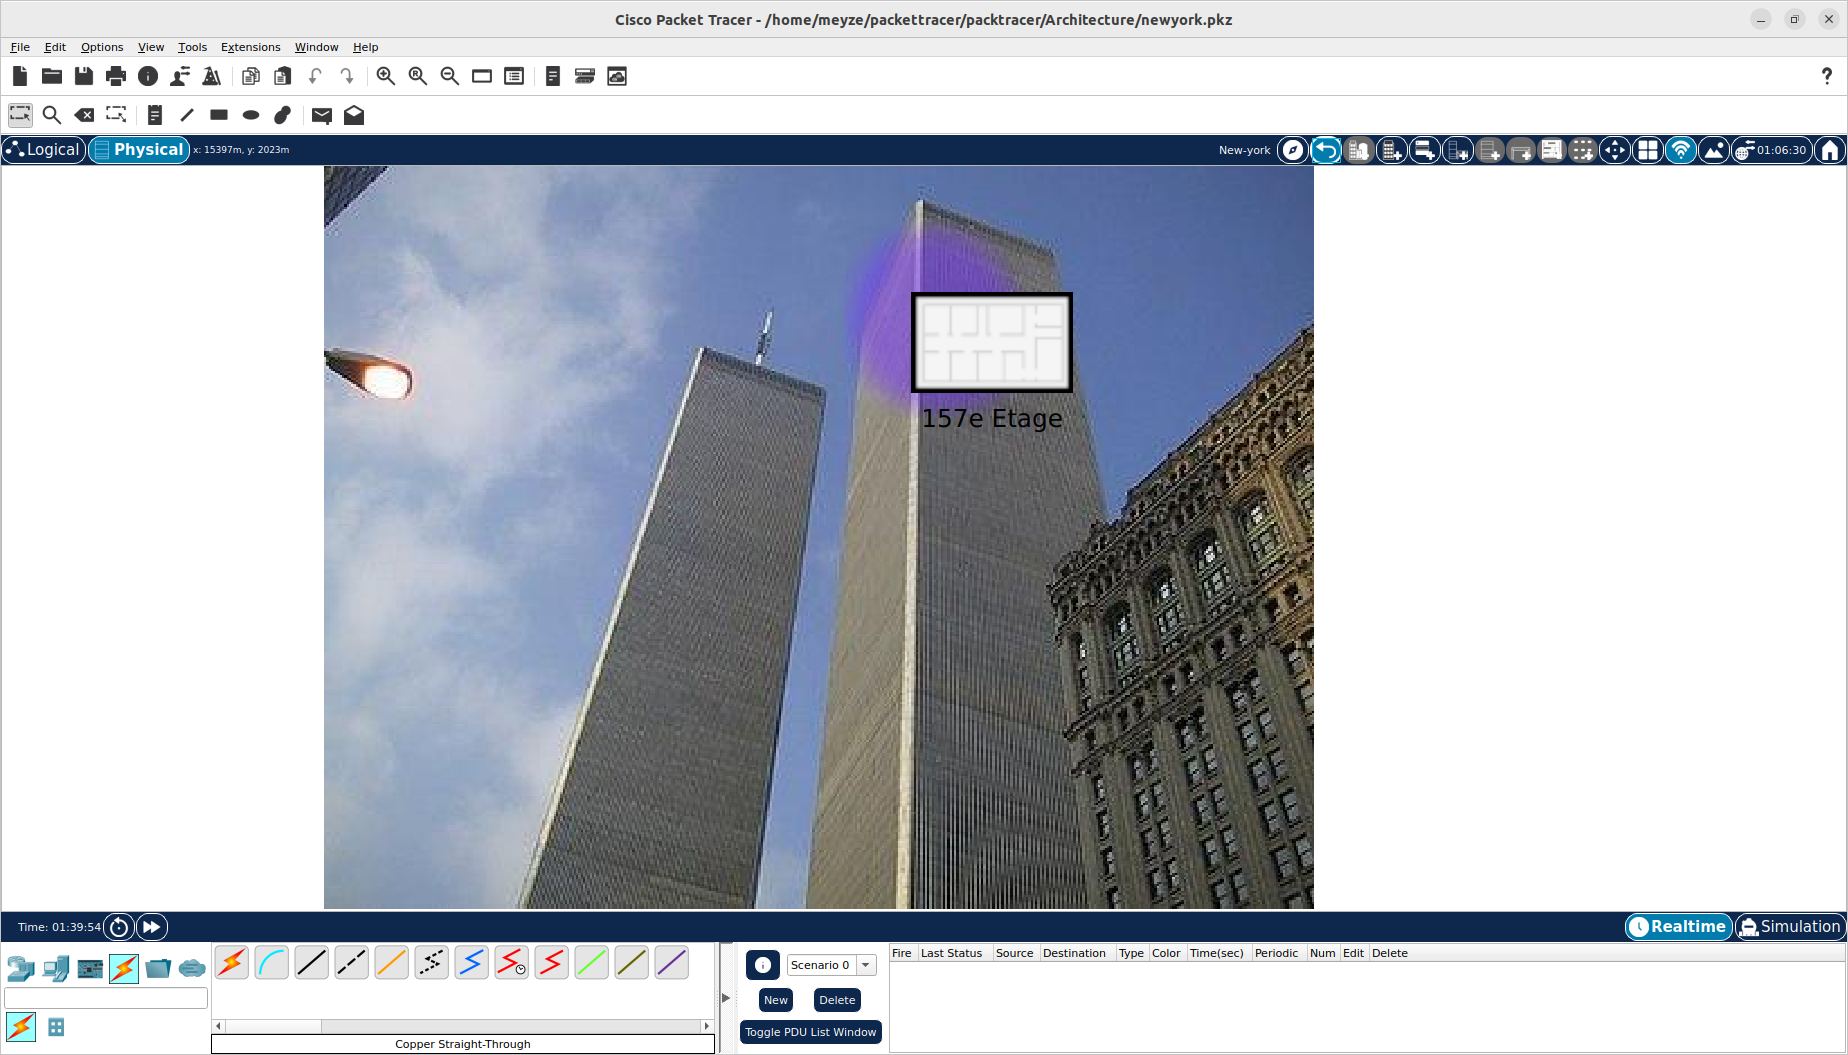 Cisco Packet Tracer - /home/meyze/packettracer/packtracer/Architecture/newyork.pkz
File Edit Options View Tools Extensions Window Help
Logical Physical x: 15397m, y: 2023m New-york 01:06:30
157e Etage
Time: 01:39:54 Realtime Simulation
Fire Last Status Source Destination Type Color Time(sec) Periodic Num Edit Delete
Scenario 0
New Delete
Toggle PDU List Window
Copper Straight-Through